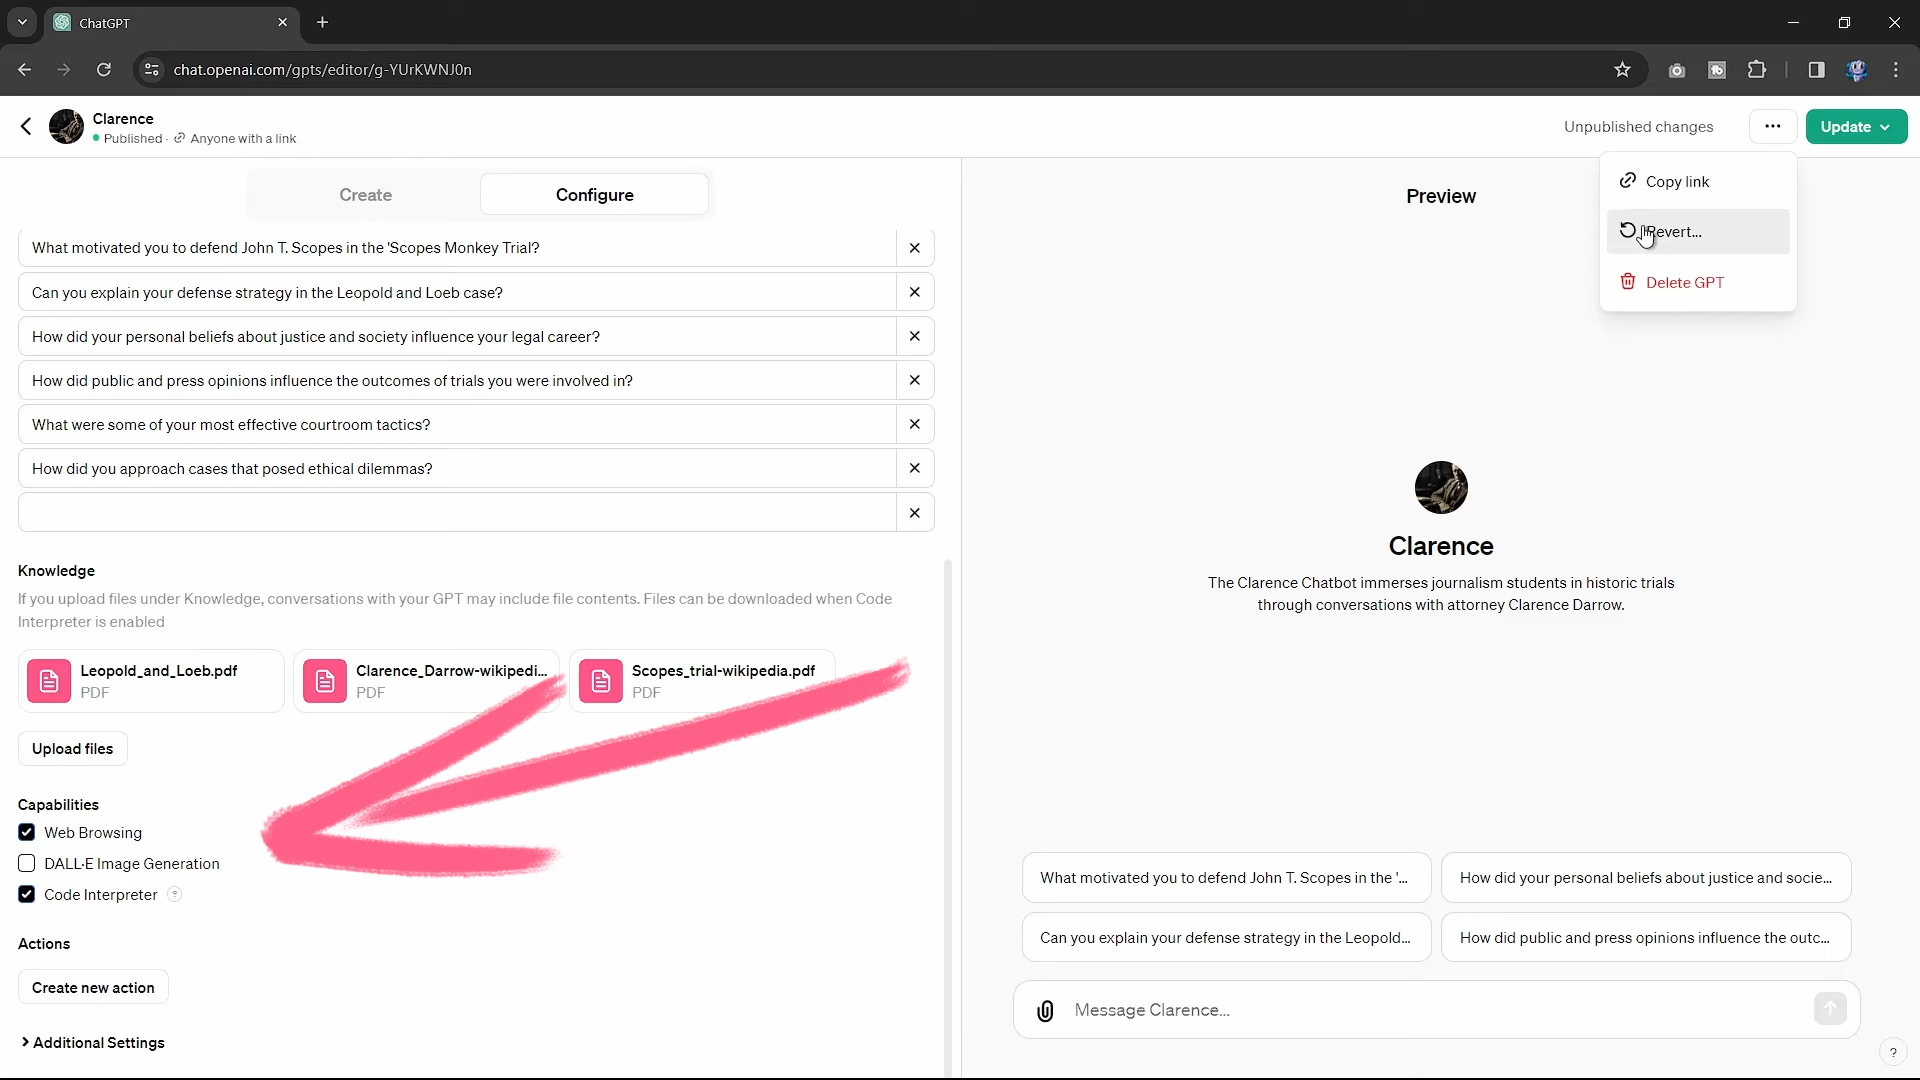 ChatGPT
chat.openai.com/gpts/editor/g-YUrKWNJ0n
Clarence
Published · Anyone with a link
Unpublished changes
Update
Copy link
Revert...
Delete GPT
Create
Configure
What motivated you to defend John T. Scopes in the 'Scopes Monkey Trial?
Can you explain your defense strategy in the Leopold and Loeb case?
How did your personal beliefs about justice and society influence your legal career?
How did public and press opinions influence the outcomes of trials you were involved in?
What were some of your most effective courtroom tactics?
How did you approach cases that posed ethical dilemmas?
Knowledge
If you upload files under Knowledge, conversations with your GPT may include file contents. Files can be downloaded when Code
Interpreter is enabled
Leopold_and_Loeb.pdf
PDF
Clarence_Darrow-wikipedi...
PDF
Scopes_trial-wikipedia.pdf
PDF
Upload files
Capabilities
Web Browsing
DALL·E Image Generation
Code Interpreter ?
Actions
Create new action
Additional Settings
Preview
Clarence
The Clarence Chatbot immerses journalism students in historic trials
through conversations with attorney Clarence Darrow.
What motivated you to defend John T. Scopes in the '...
How did your personal beliefs about justice and socie...
Can you explain your defense strategy in the Leopold...
How did public and press opinions influence the outc...
Message Clarence...
?